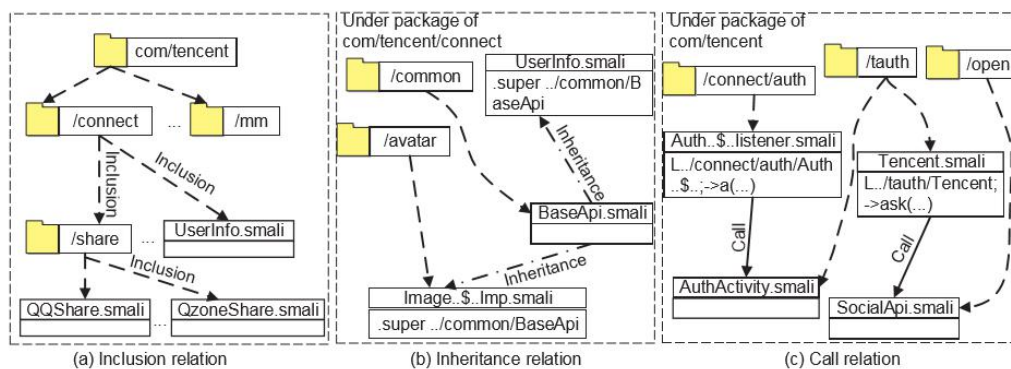 com/tencent
/connect
...
/mm
Inclusion
Inclusion
/share
...
UserInfo.smali
Inclusion
QQShare.smali
...
QzoneShare.smali
(a) Inclusion relation
Under package of
com/tencent/connect
/common
UserInfo.smali
.super ../common/B
aseApi
/avatar
Inheritance
BaseApi.smali
Inheritance
Image..$..Imp.smali
.super ../common/BaseApi
(b) Inheritance relation
Under package of
com/tencent
/connect/auth
/tauth
/open
Auth..$..listener.smali
L../connect/auth/Auth
..$..;->a(...)
Tencent.smali
L../tauth/Tencent;
->ask(...)
Call
Call
AuthActivity.smali
SocialApi.smali
(c) Call relation